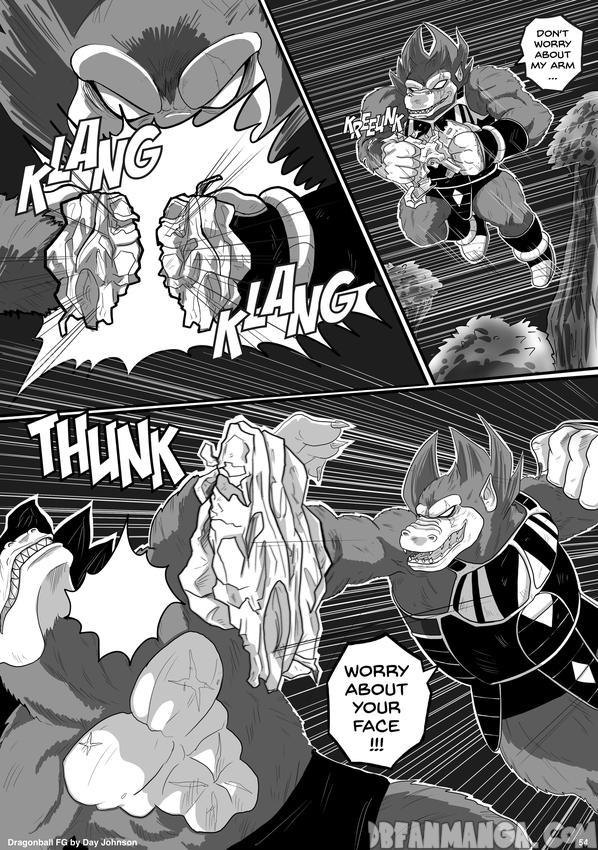 KLANG
KLANG
DON'T
WORRY
ABOUT
MY ARM
...
KREEUNK
THUNK
WORRY
ABOUT
YOUR
FACE
!!!
Dragonball FG by Day Johnson
DBFANMANGA.COM
54